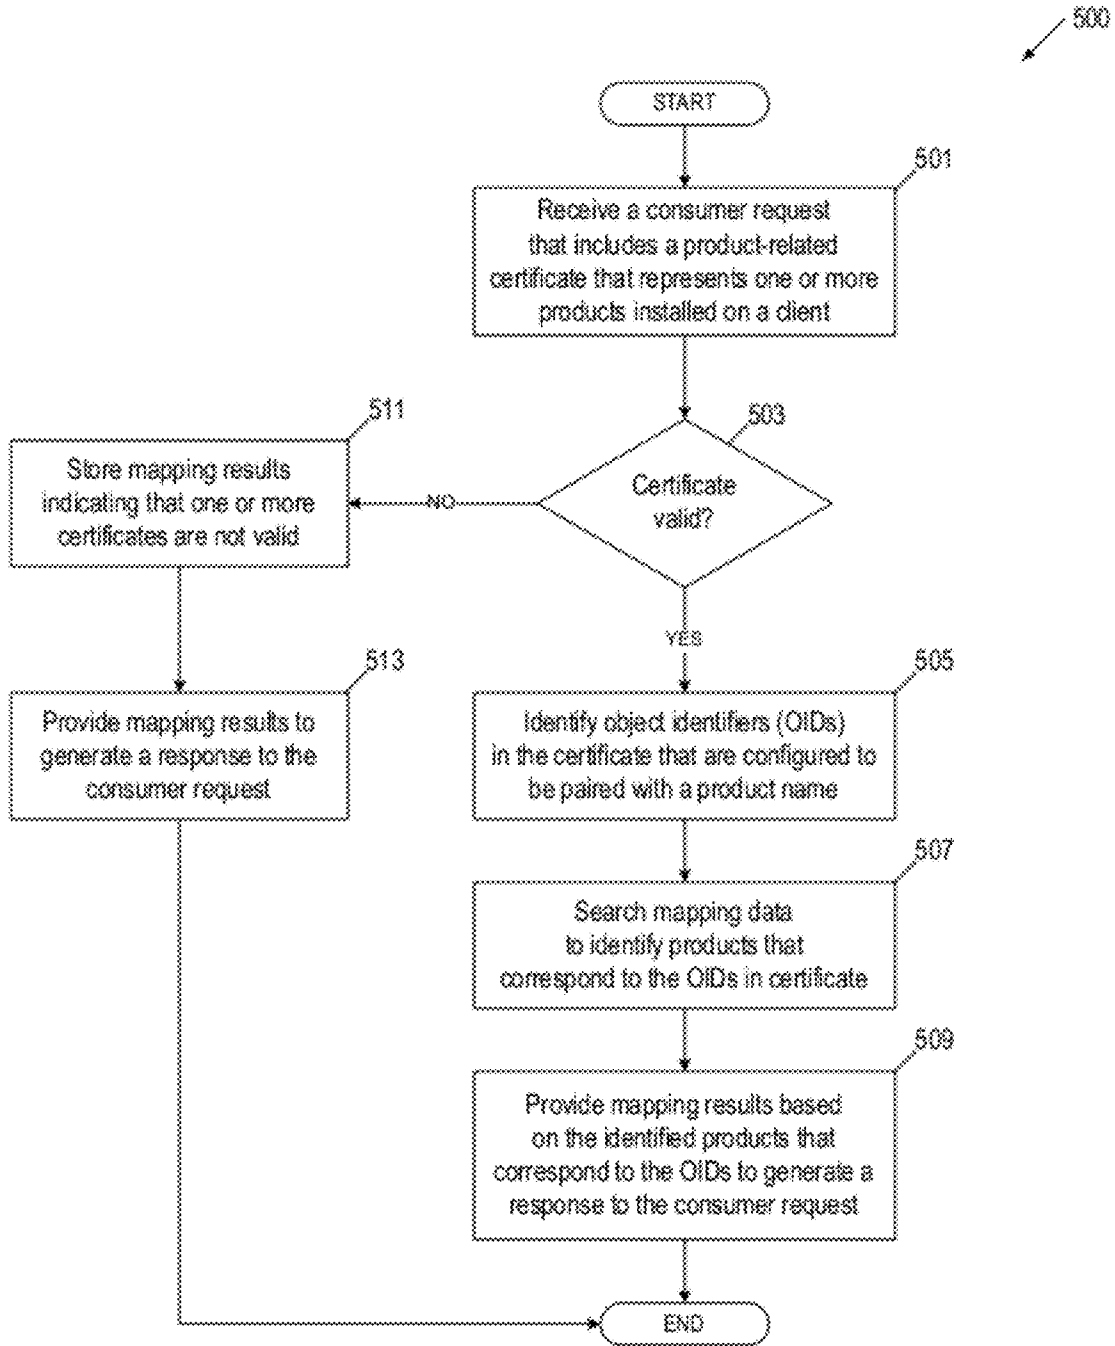 500
START
501
Receive a consumer request
that includes a product-related
certificate that represents one or more
products installed on a client
503
Certificate
valid?
NO
511
Store mapping results
indicating that one or more
certificates are not valid
YES
513
Provide mapping results to
generate a response to the
consumer request
505
Identify object identifiers (OIDs)
in the certificate that are configured to
be paired with a product name
507
Search mapping data
to identify products that
correspond to the OIDs in certificate
509
Provide mapping results based
on the identified products that
correspond to the OIDs to generate a
response to the consumer request
END